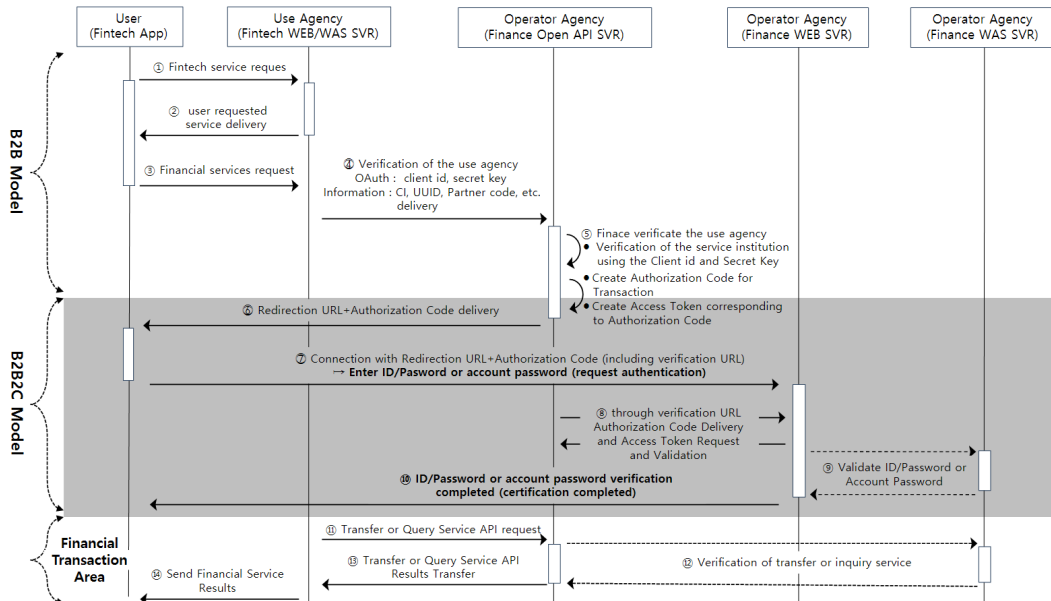 User
(Fintech App)
Use Agency
(Fintech WEB/WAS SVR)
Operator Agency
(Finance Open API SVR)
Operator Agency
(Finance WEB SVR)
Operator Agency
(Finance WAS SVR)
B2B Model
① Fintech service reques
② user requested
service delivery
③ Financial services request
④ Verification of the use agency
OAuth : client id, secret key
Information : CI, UUID, Partner code, etc.
delivery
⑤ Finace verificate the use agency
• Verification of the service institution
using the Client id and Secret Key
• Create Authorization Code for
Transaction
• Create Access Token corresponding
to Authorization Code
B2B2C Model
⑥ Redirection URL+Authorization Code delivery
⑦ Connection with Redirection URL+Authorization Code (including verification URL)
→ Enter ID/Pasword or account password (request authentication)
⑧ through verification URL
Authorization Code Delivery
and Access Token Request
and Validation
⑨ Validate ID/Password or
Account Password
⑩ ID/Password or account password verification
completed (certification completed)
Financial
Transaction
Area
⑪ Transfer or Query Service API request
⑫ Verification of transfer or inquiry service
⑬ Transfer or Query Service API
Results Transfer
⑭ Send Financial Service
Results